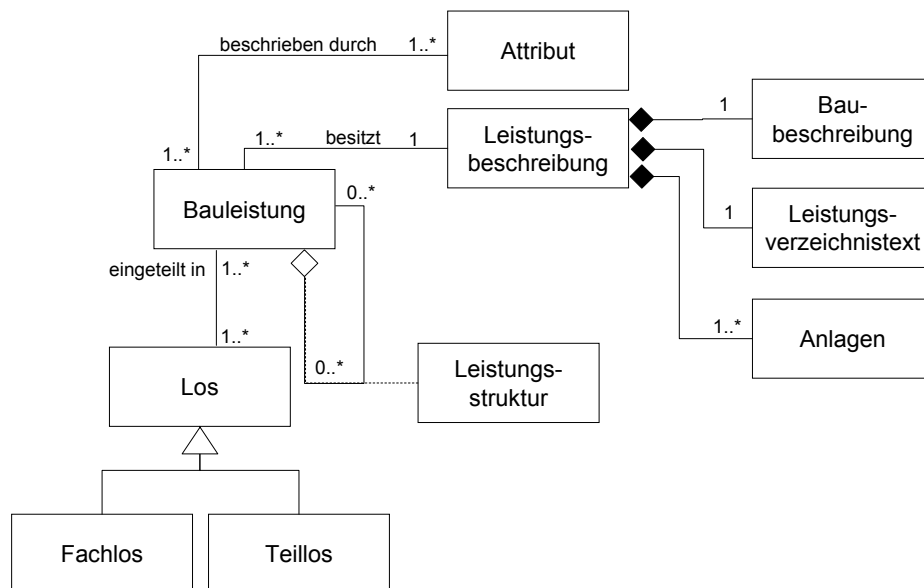 beschrieben durch
1..*
Attribut
1..*
Bauleistung
1..*
besitzt
1
Leistungs-
beschreibung
1
Bau-
beschreibung
1
Leistungs-
verzeichnistext
1..*
Anlagen
0..*
0..*
Leistungs-
struktur
eingeteilt in
1..*
1..*
Los
Fachlos
Teillos